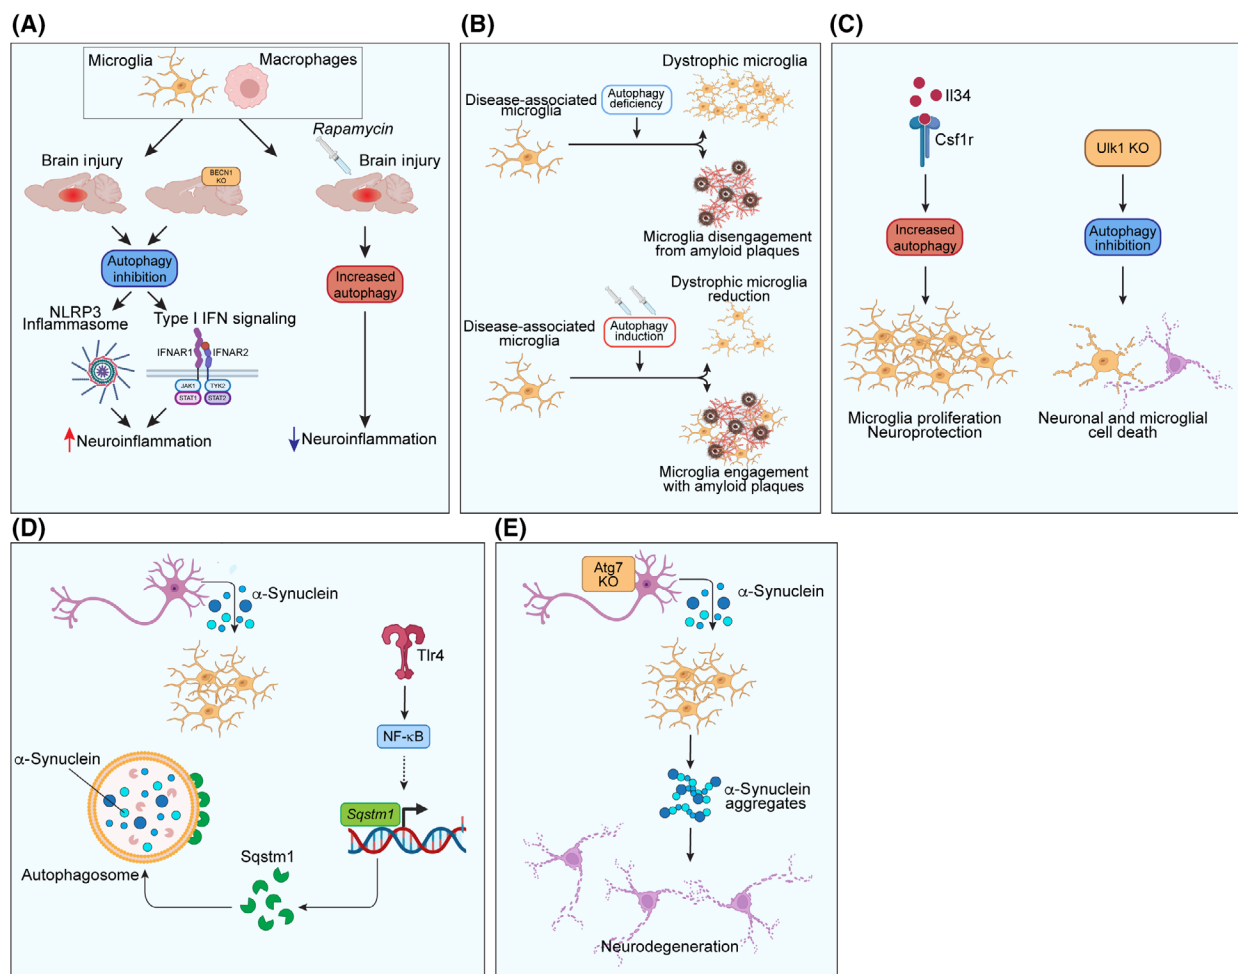 (A)
Microglia
Macrophages
Rapamycin
Brain injury
BECN1
KO
Brain injury
Autophagy
inhibition
Increased
autophagy
NLRP3
Inflammasome
Type I IFN signaling
IFNAR1
IFNAR2
JAK1
TYK2
STAT1
STAT2
Neuroinflammation
Neuroinflammation
(B)
Dystrophic microglia
Disease-associated
microglia
Autophagy
deficiency
Microglia disengagement
from amyloid plaques
Dystrophic microglia
reduction
Disease-associated
microglia
Autophagy
induction
Microglia engagement
with amyloid plaques
(C)
Il34
Csf1r
Ulk1 KO
Increased
autophagy
Autophagy
inhibition
Microglia proliferation
Neuroprotection
Neuronal and microglial
cell death
(D)
α-Synuclein
Tlr4
NF-κB
α-Synuclein
Sqstm1
Sqstm1
Autophagosome
(E)
Atg7
KO
α-Synuclein
α-Synuclein
aggregates
Neurodegeneration